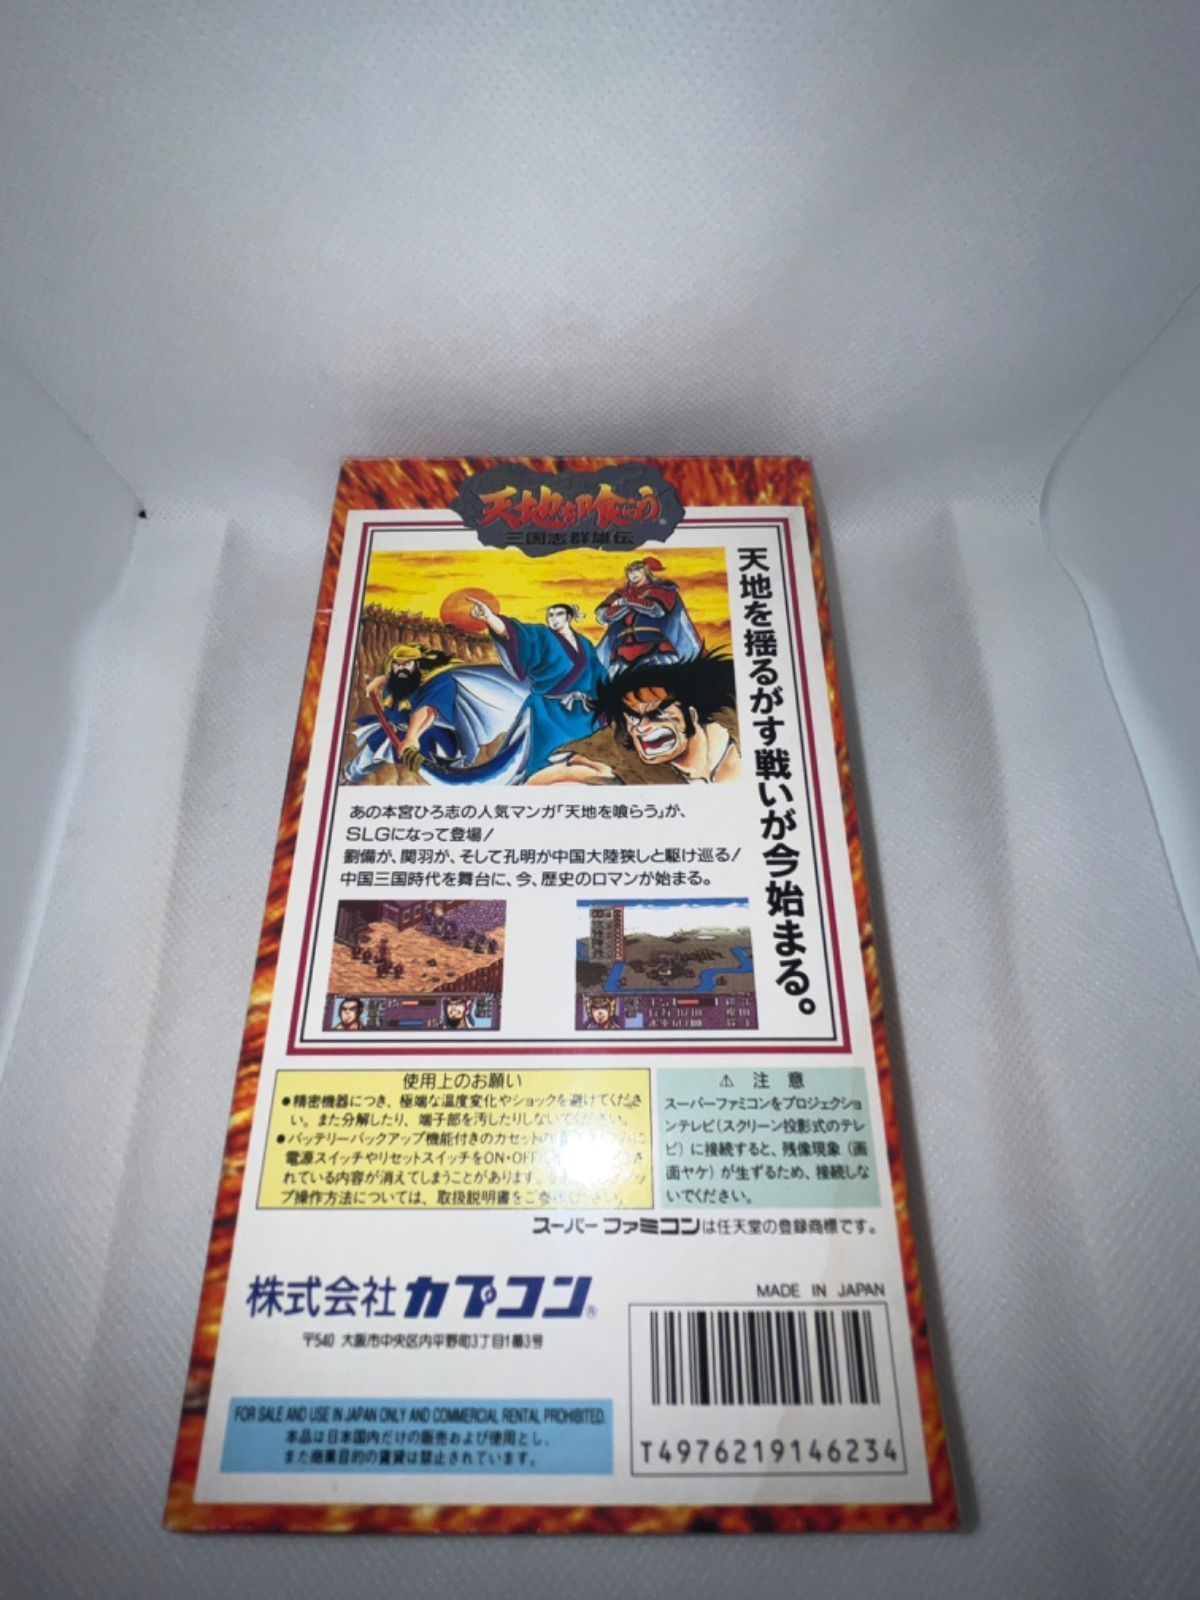 天地を喰らう®
三国志群雄伝
天地を揺るがす戦いが今始まる。
あの本宮ひろ志の人気マンガ「天地を喰らう」が、
SLGになって登場!
劉備が、関羽が、そして孔明が中国大陸狭しと駆け巡る!
中国三国時代を舞台に、今、歴史のロマンが始まる。
使用上のお願い
●精密機器につき、極端な温度変化やショックを避けてくださ
い。また分解したり、端子部を汚したりしないでください。
●バッテリーバックアップ機能付きのカセットの
電源スイッチやリセットスイッチをON・OFF
れている内容が消えてしまうことがあります。
プ操作方法については、取扱説明書をご参照ください。
⚠ 注意
スーパーファミコンをプロジェクショ
ンテレビ(スクリーン投影式のテレ
ビ)に接続すると、残像現象(画
面ヤケ)が生ずるため、接続しな
いでください。
スーパーファミコンは任天堂の登録商標です。
株式会社カプコン®
〒540 大阪市中央区内平野町3丁目1番3号
MADE IN JAPAN
FOR SALE AND USE IN JAPAN ONLY AND COMMERCIAL RENTAL PROHIBITED.
本品は日本国内だけの販売および使用とし、
また商業目的の賃貸は禁止されています。
T4976219146234